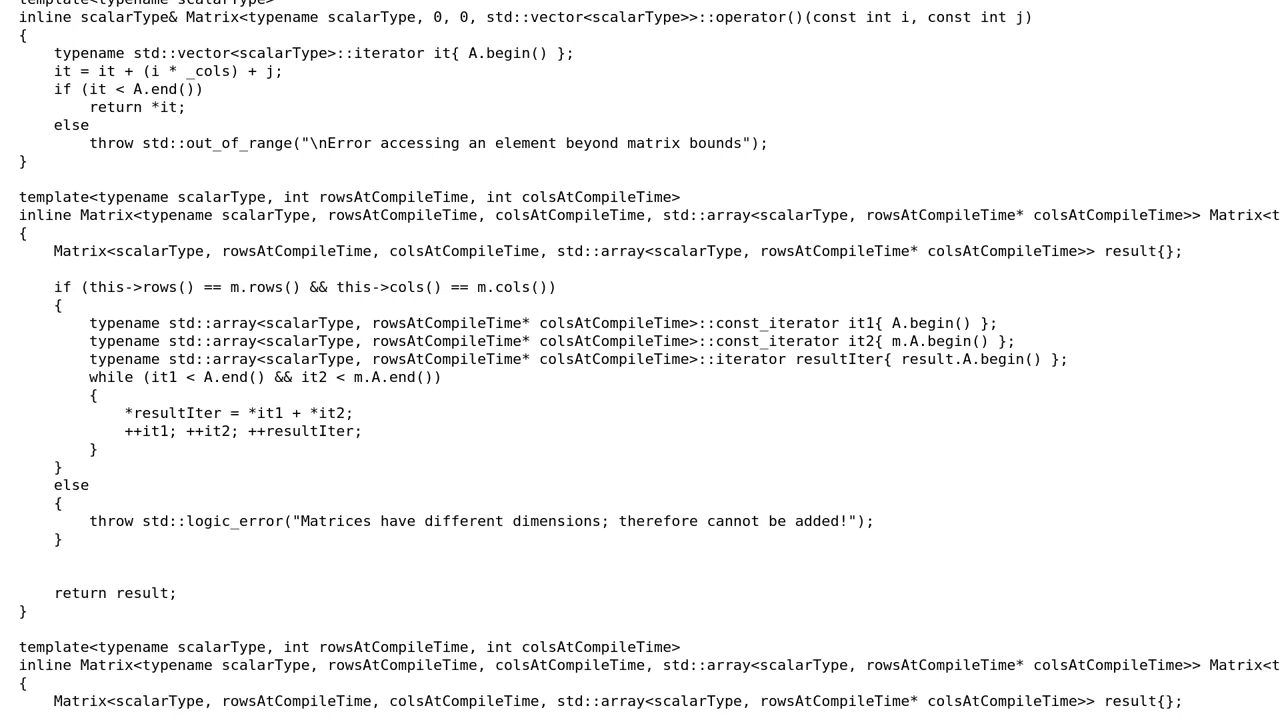 template<typename scalarType>
inline scalarType& Matrix<typename scalarType, 0, 0, std::vector<scalarType>>::operator()(const int i, const int j)
{
    typename std::vector<scalarType>::iterator it{ A.begin() };
    it = it + (i * _cols) + j;
    if (it < A.end())
        return *it;
    else
        throw std::out_of_range("\nError accessing an element beyond matrix bounds");
}

template<typename scalarType, int rowsAtCompileTime, int colsAtCompileTime>
inline Matrix<typename scalarType, rowsAtCompileTime, colsAtCompileTime, std::array<scalarType, rowsAtCompileTime* colsAtCompileTime>> Matrix<t
{
    Matrix<scalarType, rowsAtCompileTime, colsAtCompileTime, std::array<scalarType, rowsAtCompileTime* colsAtCompileTime>> result{};

    if (this->rows() == m.rows() && this->cols() == m.cols())
    {
        typename std::array<scalarType, rowsAtCompileTime* colsAtCompileTime>::const_iterator it1{ A.begin() };
        typename std::array<scalarType, rowsAtCompileTime* colsAtCompileTime>::const_iterator it2{ m.A.begin() };
        typename std::array<scalarType, rowsAtCompileTime* colsAtCompileTime>::iterator resultIter{ result.A.begin() };
        while (it1 < A.end() && it2 < m.A.end())
        {
            *resultIter = *it1 + *it2;
            ++it1; ++it2; ++resultIter;
        }
    }
    else
    {
        throw std::logic_error("Matrices have different dimensions; therefore cannot be added!");
    }


    return result;
}

template<typename scalarType, int rowsAtCompileTime, int colsAtCompileTime>
inline Matrix<typename scalarType, rowsAtCompileTime, colsAtCompileTime, std::array<scalarType, rowsAtCompileTime* colsAtCompileTime>> Matrix<t
{
    Matrix<scalarType, rowsAtCompileTime, colsAtCompileTime, std::array<scalarType, rowsAtCompileTime* colsAtCompileTime>> result{};